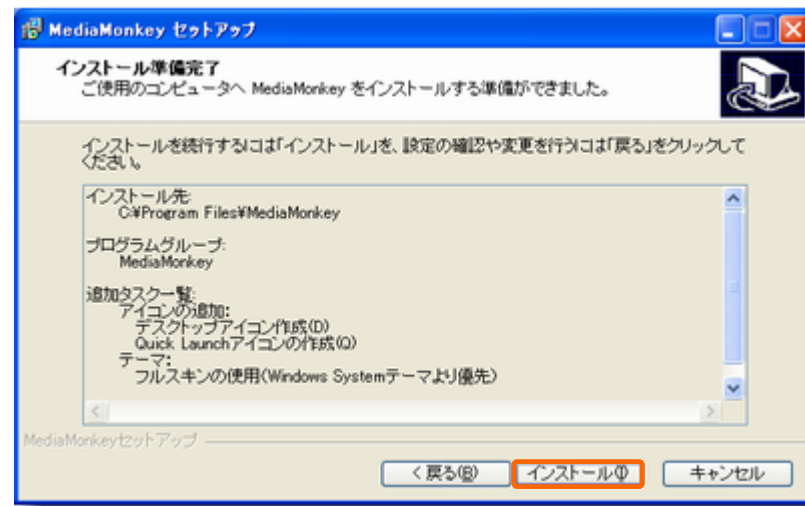 MediaMonkey セットアップ
インストール準備完了
ご使用のコンピュータへ MediaMonkey をインストールする準備ができました。
インストールを続行するには「インストール」を、設定の確認や変更を行うには「戻る」をクリックして
ください。
インストール先:
C:¥Program Files¥MediaMonkey
プログラムグループ:
MediaMonkey
追加タスク一覧:
アイコンの追加:
デスクトップアイコン作成(D)
Quick Launchアイコンの作成(Q)
テーマ:
フルスキンの使用(Windows Systemテーマより優先)
MediaMonkeyセットアップ
< 戻る(B)
インストール(I)
キャンセル